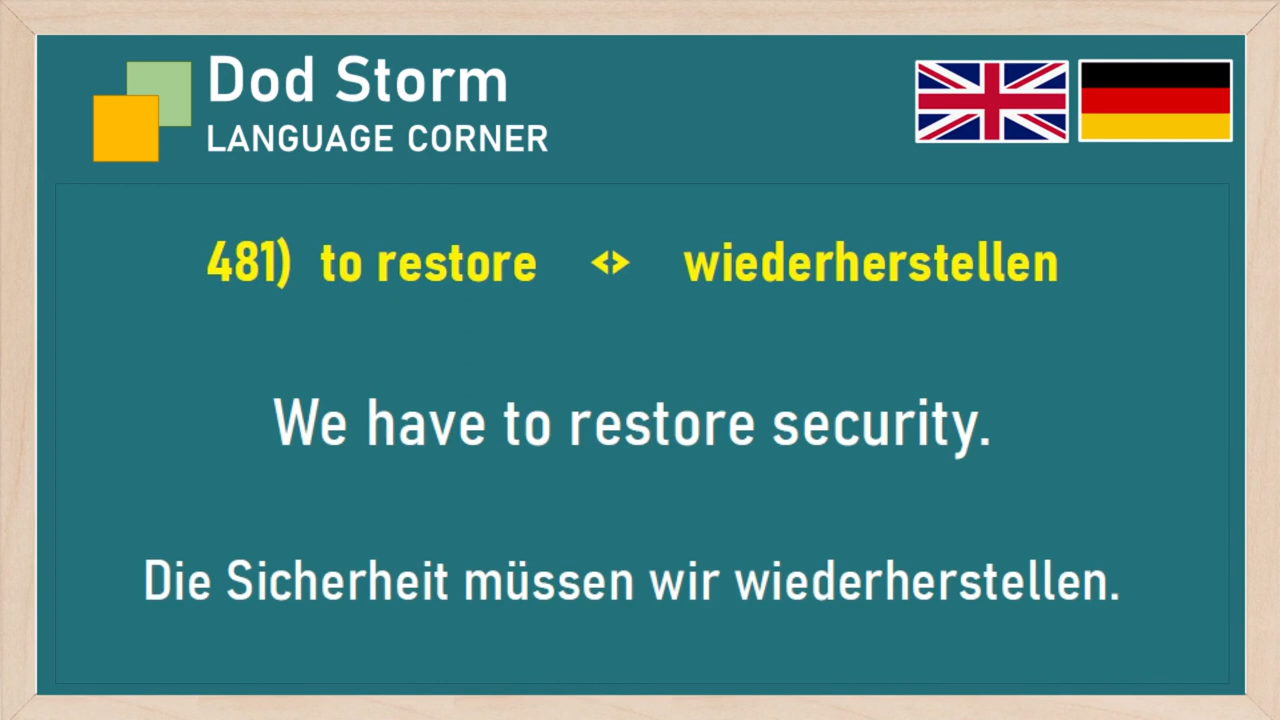 Dod Storm
LANGUAGE CORNER
481) to restore <> wiederherstellen
We have to restore security.
Die Sicherheit müssen wir wiederherstellen.